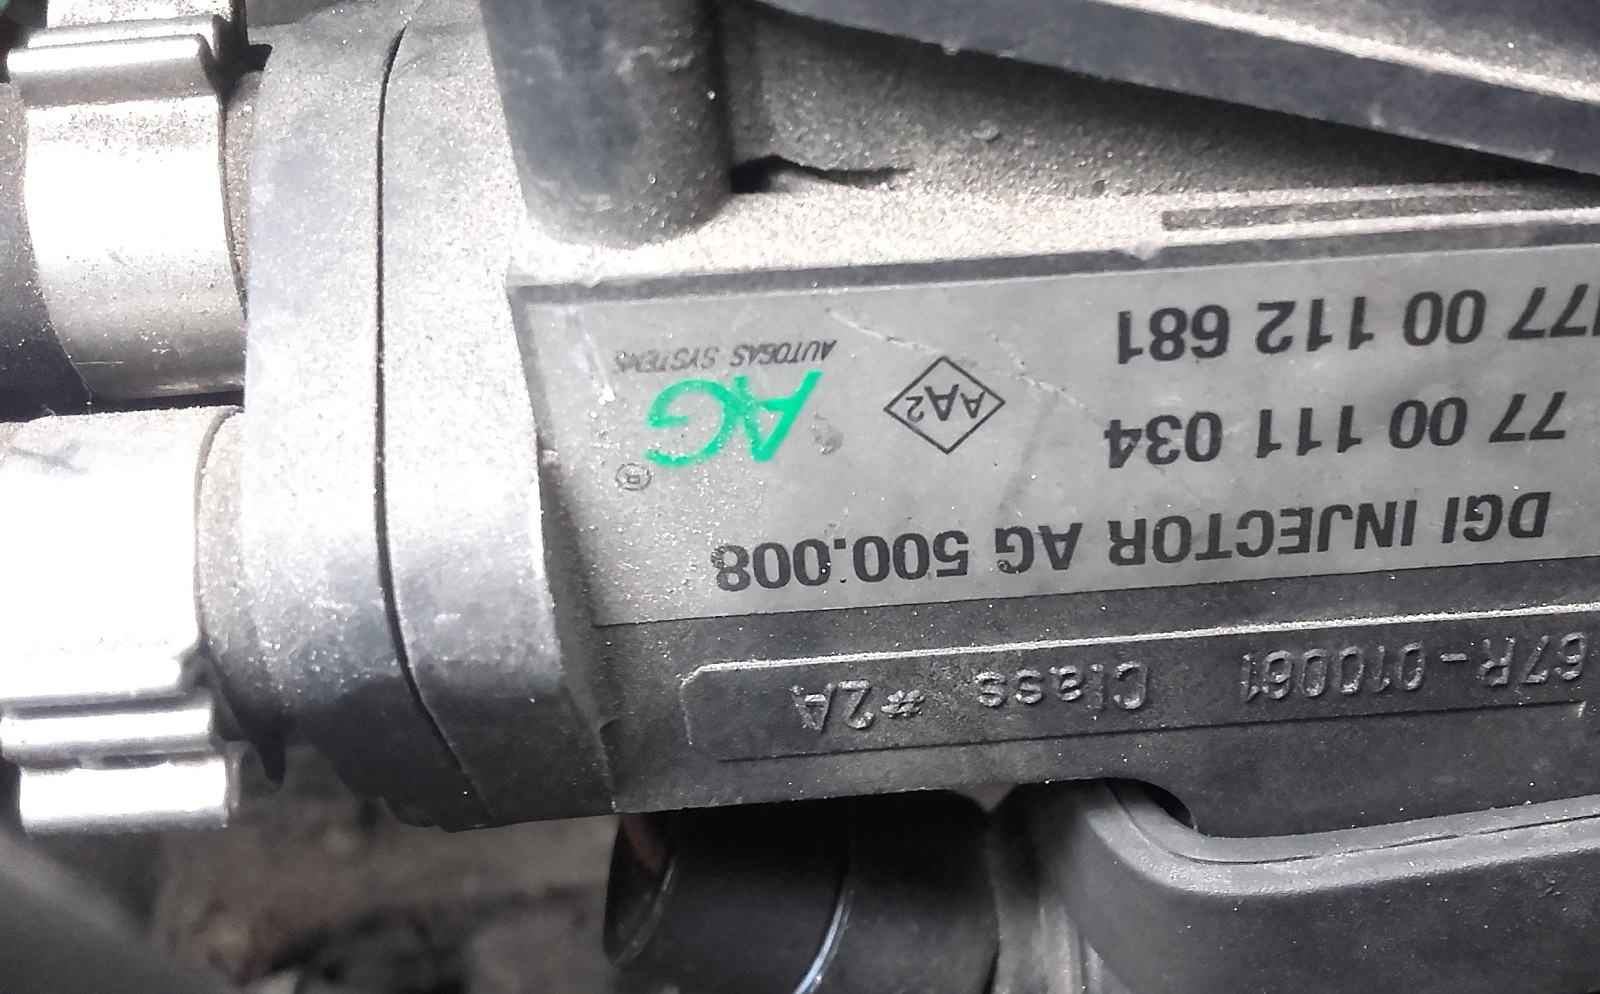 67R-010061 Class #2A
DGI INJECTOR AG 500.008
77 00 111 034
77 00 112 681
AA2
AG®
AUTOGAS SYSTEMS